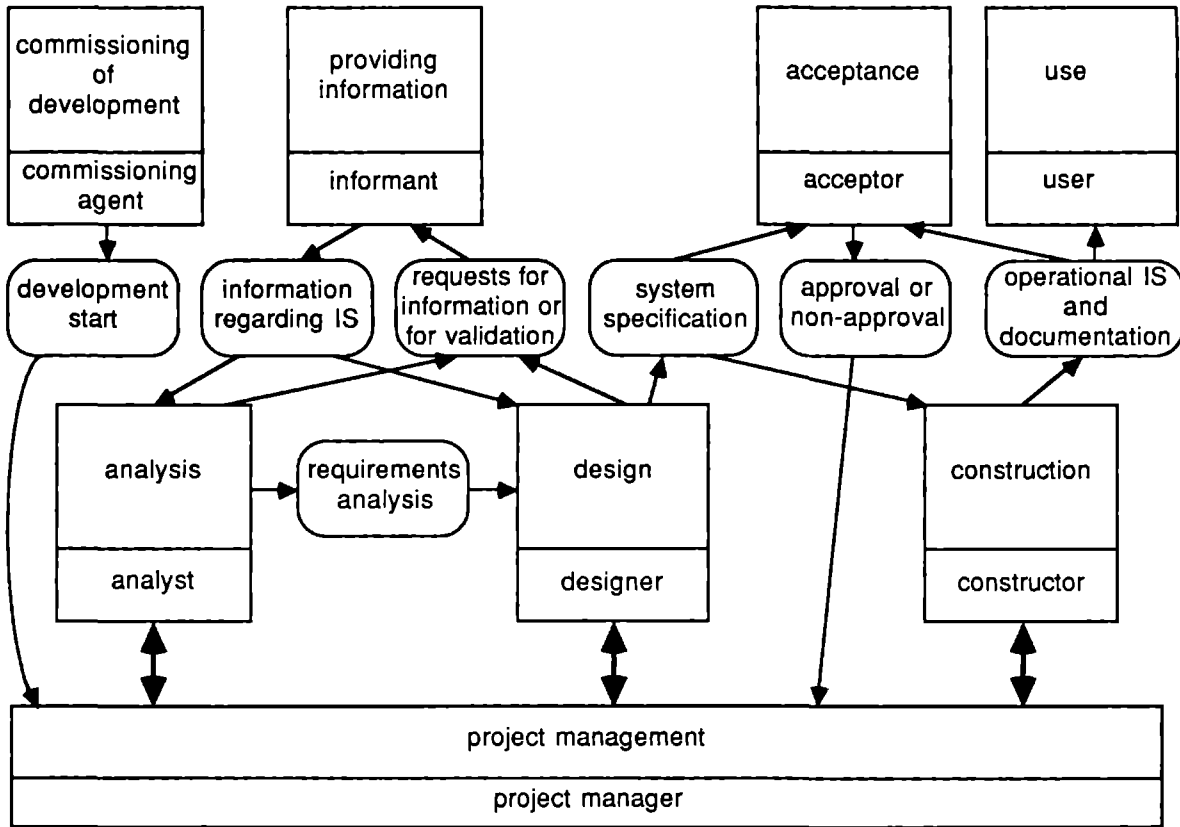 commissioning
of
development
commissioning
agent
providing
information
informant
acceptance
acceptor
use
user
development
start
information
regarding IS
requests for
information or
for validation
system
specification
approval or
non-approval
operational IS
and
documentation
analysis
analyst
requirements
analysis
design
designer
construction
constructor
project management
project manager